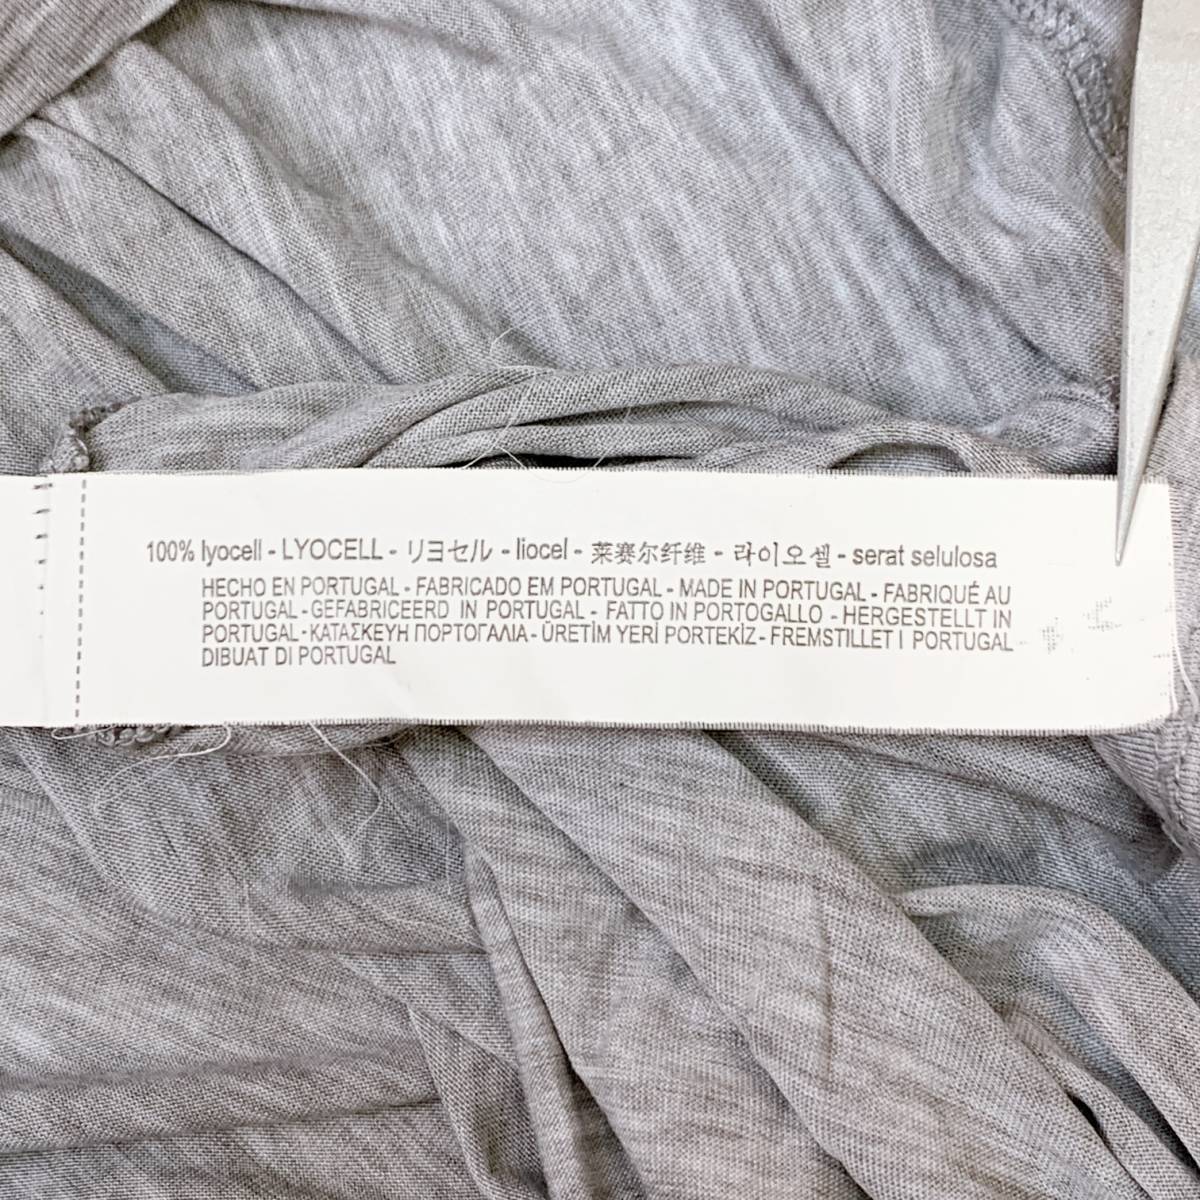 100% lyocell - LYOCELL - リヨセル - liocel - 莱赛尔纤维 - 라이오셀 - serat selulosa
HECHO EN PORTUGAL - FABRICADO EM PORTUGAL - MADE IN PORTUGAL - FABRIQUÉ AU
PORTUGAL - GEFABRICEERD IN PORTUGAL - FATTO IN PORTOGALLO - HERGESTELLT IN
PORTUGAL - ΚΑΤΑΣΚΕΥΗ ΠΟΡΤΟΓΑΛΙΑ - ÜRETİM YERİ PORTEKİZ - FREMSTILLET I PORTUGAL
DIBUAT DI PORTUGAL